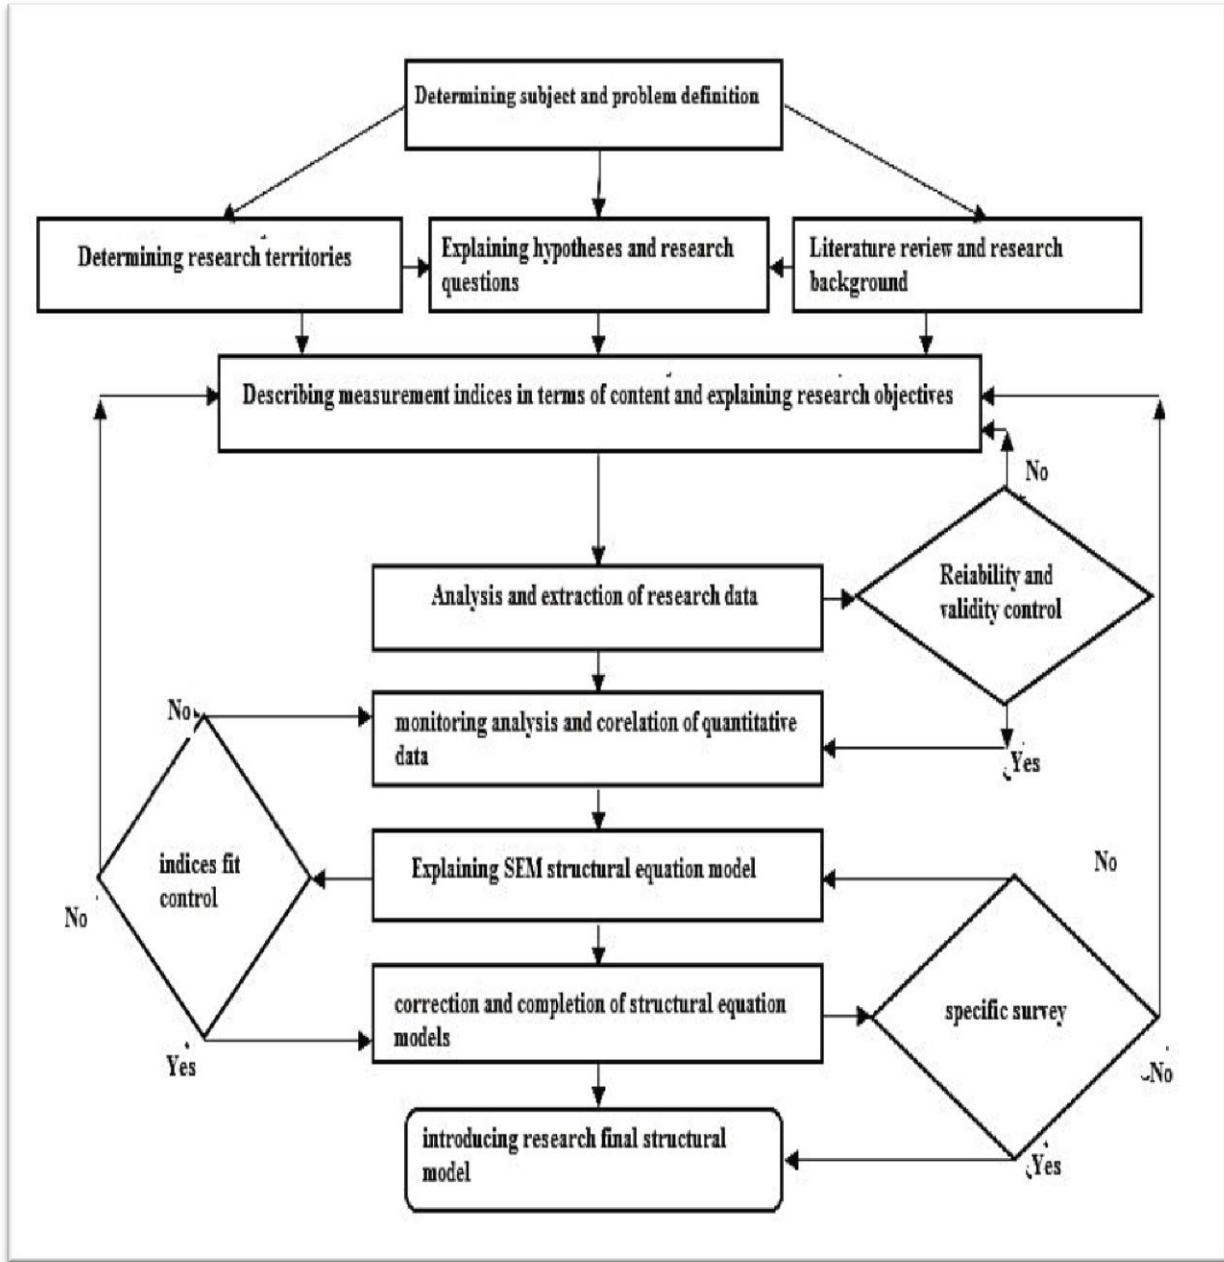 Determining subject and problem definition
Determining research territories
Explaining hypotheses and research
questions
Literature review and research
background
Describing measurement indices in terms of content and explaining research objectives
No
Reiability and
validity control
Analysis and extraction of research data
No
monitoring analysis and corelation of quantitative
data
Yes
indices fit
control
Explaining SEM structural equation model
No
No
correction and completion of structural equation
models
specific survey
Yes
No
introducing research final structural
model
Yes